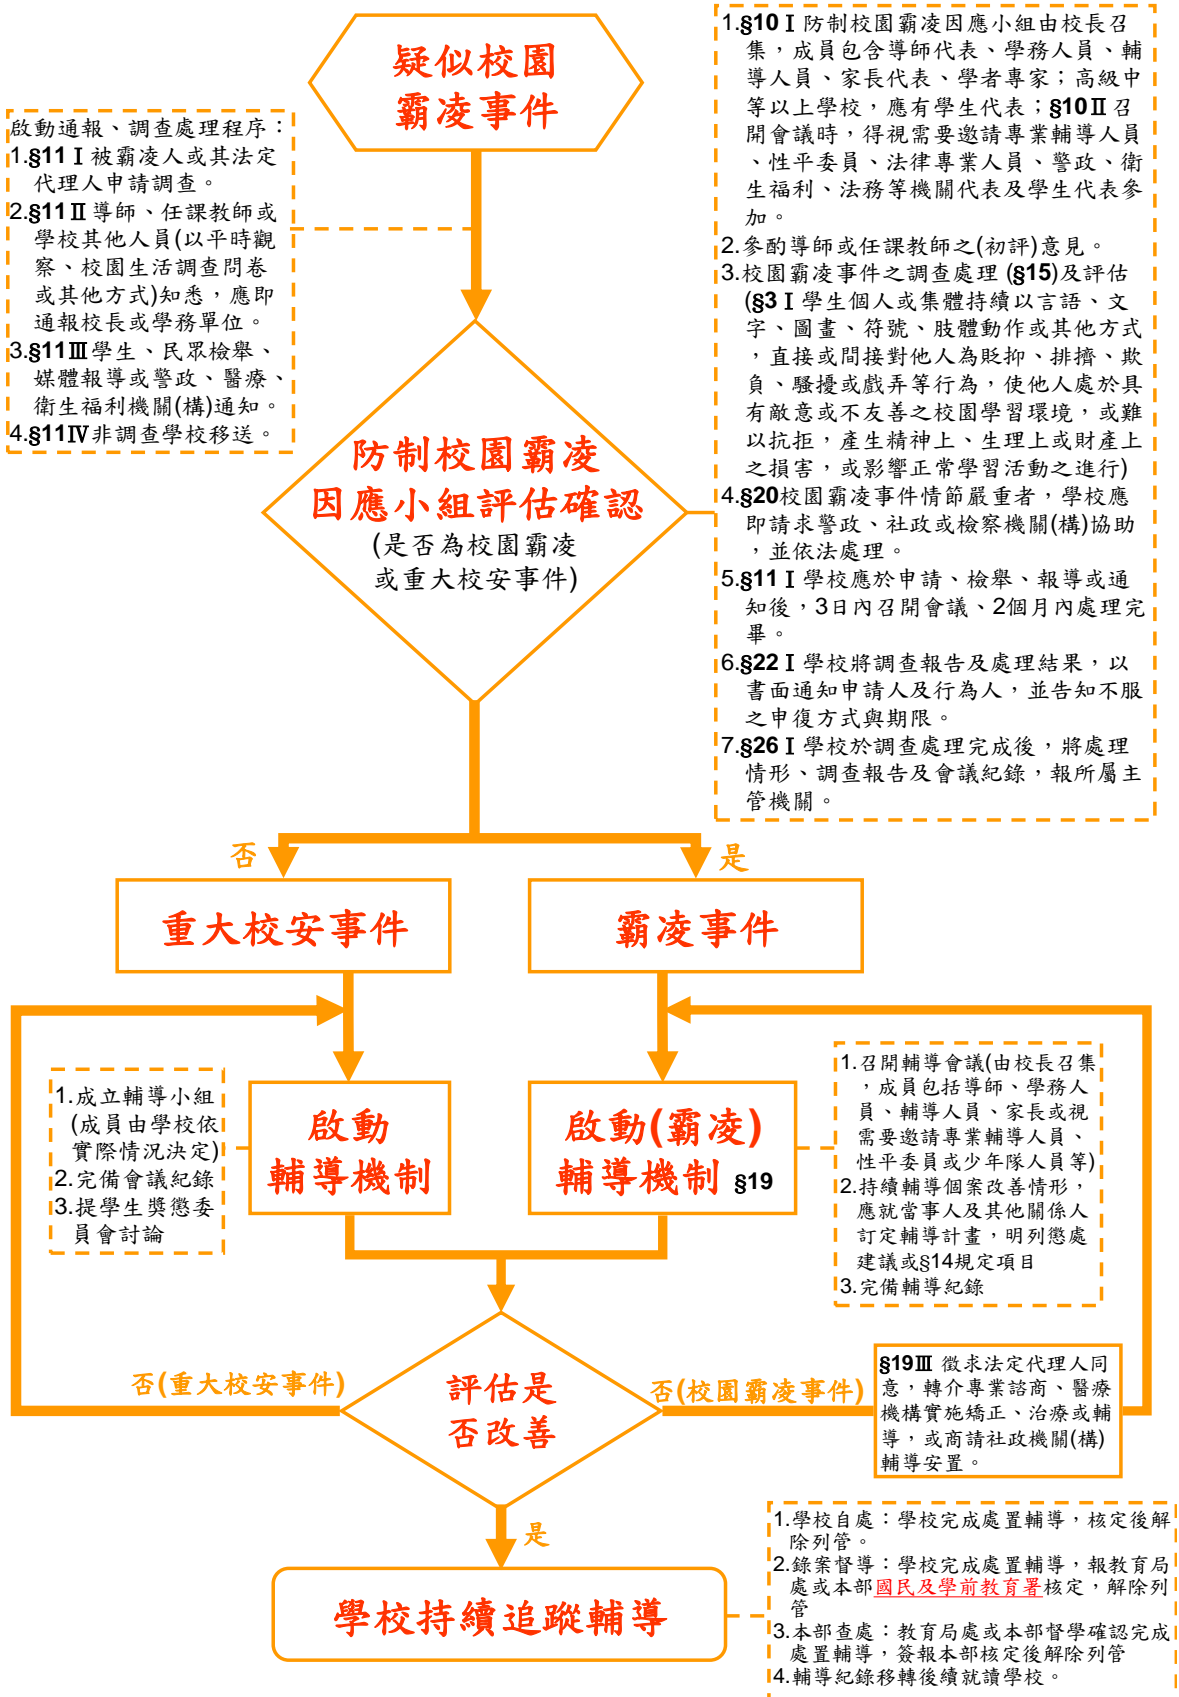 疑似校園
霸凌事件
啟動通報、調查處理程序：
1.§11Ⅰ被霸凌人或其法定
代理人申請調查。
2.§11Ⅱ導師、任課教師或
學校其他人員(以平時觀
察、校園生活調查問卷
或其他方式)知悉，應即
通報校長或學務單位。
3.§11Ⅲ學生、民眾檢舉、
媒體報導或警政、醫療、
衛生福利機關(構)通知。
4.§11Ⅳ非調查學校移送。
1.§10Ⅰ防制校園霸凌因應小組由校長召
集，成員包含導師代表、學務人員、輔
導人員、家長代表、學者專家；高級中
等以上學校，應有學生代表；§10Ⅱ召
開會議時，得視需要邀請專業輔導人員
、性平委員、法律專業人員、警政、衛
生福利、法務等機關代表及學生代表參
加。
2.參酌導師或任課教師之(初評)意見。
3.校園霸凌事件之調查處理 (§15)及評估
(§3Ⅰ學生個人或集體持續以言語、文
字、圖畫、符號、肢體動作或其他方式
，直接或間接對他人為貶抑、排擠、欺
負、騷擾或戲弄等行為，使他人處於具
有敵意或不友善之校園學習環境，或難
以抗拒，產生精神上、生理上或財產上
之損害，或影響正常學習活動之進行)
4.§20校園霸凌事件情節嚴重者，學校應
即請求警政、社政或檢察機關(構)協助
，並依法處理。
5.§11Ⅰ學校應於申請、檢舉、報導或通
知後，3日內召開會議、2個月內處理完
畢。
6.§22Ⅰ學校將調查報告及處理結果，以
書面通知申請人及行為人，並告知不服
之申復方式與期限。
7.§26Ⅰ學校於調查處理完成後，將處理
情形、調查報告及會議紀錄，報所屬主
管機關。
防制校園霸凌
因應小組評估確認
(是否為校園霸凌
或重大校安事件)
否
是
重大校安事件
霸凌事件
1.成立輔導小組
(成員由學校依
實際情況決定)
2.完備會議紀錄
3.提學生獎懲委
員會討論
啟動
輔導機制
啟動(霸凌)
輔導機制 §19
1.召開輔導會議(由校長召集
，成員包括導師、學務人
員、輔導人員、家長或視
需要邀請專業輔導人員、
性平委員或少年隊人員等)
2.持續輔導個案改善情形，
應就當事人及其他關係人
訂定輔導計畫，明列懲處
建議或§14規定項目
3.完備輔導紀錄
否(重大校安事件)
評估是
否改善
否(校園霸凌事件)
§19Ⅲ 徵求法定代理人同
意，轉介專業諮商、醫療
機構實施矯正、治療或輔
導，或商請社政機關(構)
輔導安置。
是
學校持續追蹤輔導
1.學校自處：學校完成處置輔導，核定後解
除列管。
2.錄案督導：學校完成處置輔導，報教育局
處或本部國民及學前教育署核定，解除列
管
3.本部查處：教育局處或本部督學確認完成
處置輔導，簽報本部核定後解除列管
4.輔導紀錄移轉後續就讀學校。